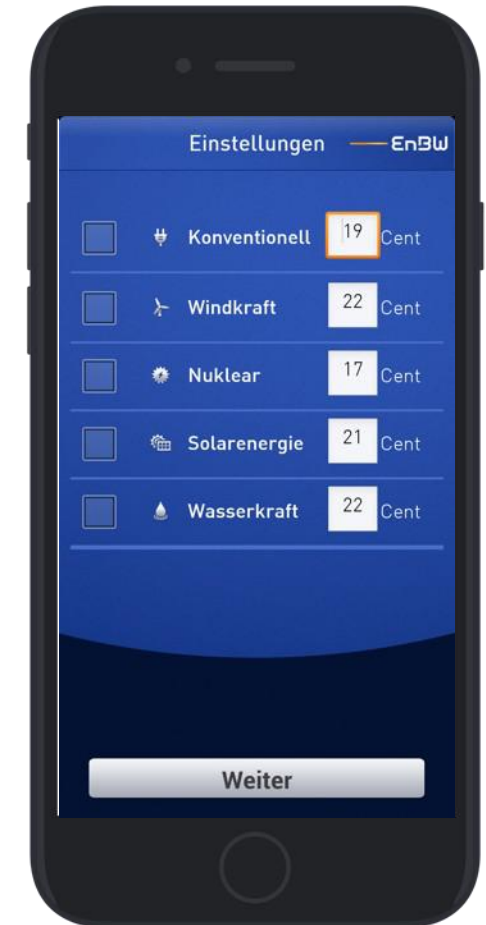 Einstellungen EnBW
Konventionell 19 Cent
Windkraft 22 Cent
Nuklear 17 Cent
Solarenergie 21 Cent
Wasserkraft 22 Cent
Weiter